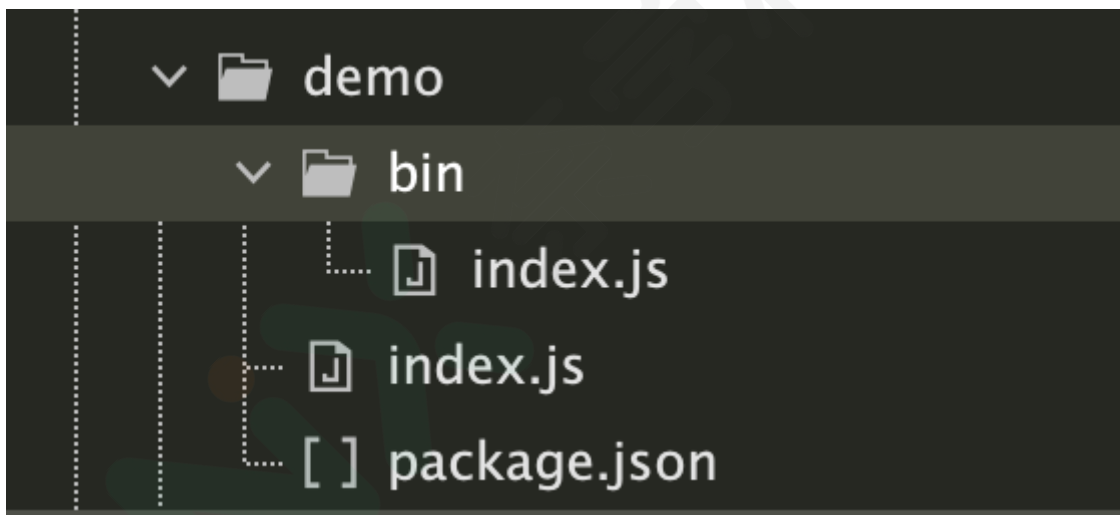 demo
bin
index.js
index.js
[ ] package.json